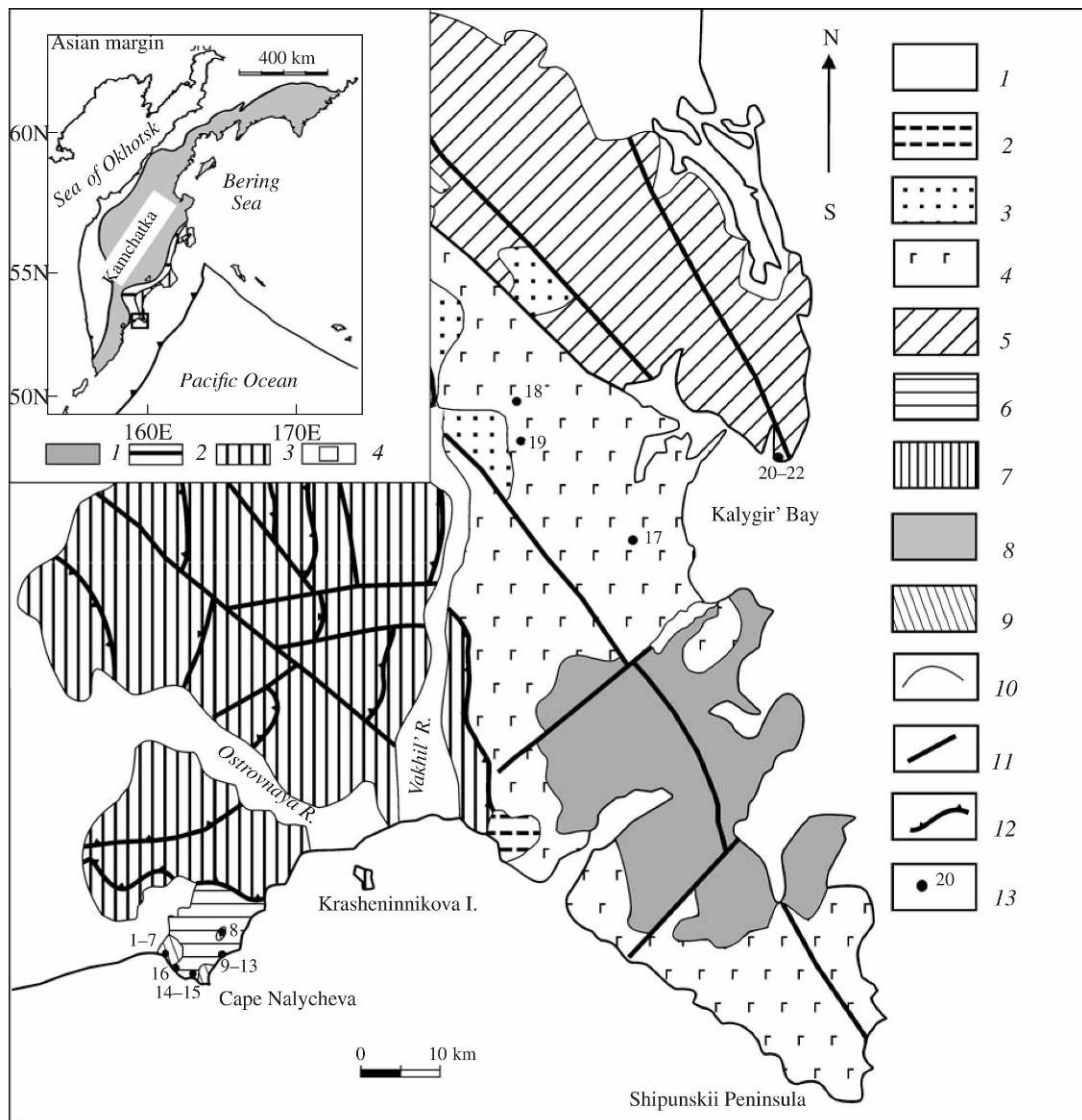 Asian margin
400 km
60N
Sea of Okhotsk
Bering
Sea
Kamchatka
55N
Pacific Ocean
50N
160E
170E
1
2
3
4
N
S
1
2
3
4
5
6
7
8
9
10
11
12
20
13
18
19
20–22
Kalygir’ Bay
17
Vakhil’ R.
Ostrovnaya R.
Krasheninnikova I.
1–7
8
16
9–13
14–15
Cape Nalycheva
0
10 km
Shipunskii Peninsula